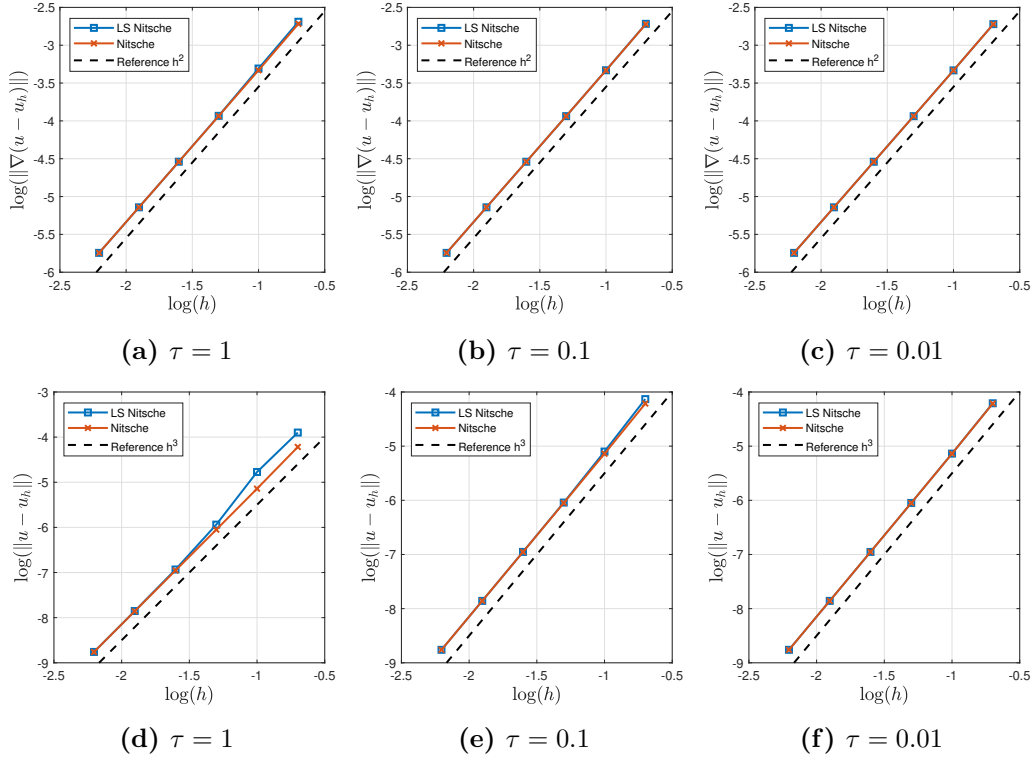 -2.5
-3
-3.5
-4
-4.5
-5
-5.5
-6
log(‖∇(u − u_h)‖)
LS Nitsche
Nitsche
Reference h²
-2.5 -2 -1.5 -1 -0.5
log(h)
(a) τ = 1
-2.5
-3
-3.5
-4
-4.5
-5
-5.5
-6
log(‖∇(u − u_h)‖)
LS Nitsche
Nitsche
Reference h²
-2.5 -2 -1.5 -1 -0.5
log(h)
(b) τ = 0.1
-2.5
-3
-3.5
-4
-4.5
-5
-5.5
-6
log(‖∇(u − u_h)‖)
LS Nitsche
Nitsche
Reference h²
-2.5 -2 -1.5 -1 -0.5
log(h)
(c) τ = 0.01
-3
-4
-5
-6
-7
-8
-9
log(‖u − u_h‖)
LS Nitsche
Nitsche
Reference h³
-2.5 -2 -1.5 -1 -0.5
log(h)
(d) τ = 1
-4
-5
-6
-7
-8
-9
log(‖u − u_h‖)
LS Nitsche
Nitsche
Reference h³
-2.5 -2 -1.5 -1 -0.5
log(h)
(e) τ = 0.1
-4
-5
-6
-7
-8
-9
log(‖u − u_h‖)
LS Nitsche
Nitsche
Reference h³
-2.5 -2 -1.5 -1 -0.5
log(h)
(f) τ = 0.01